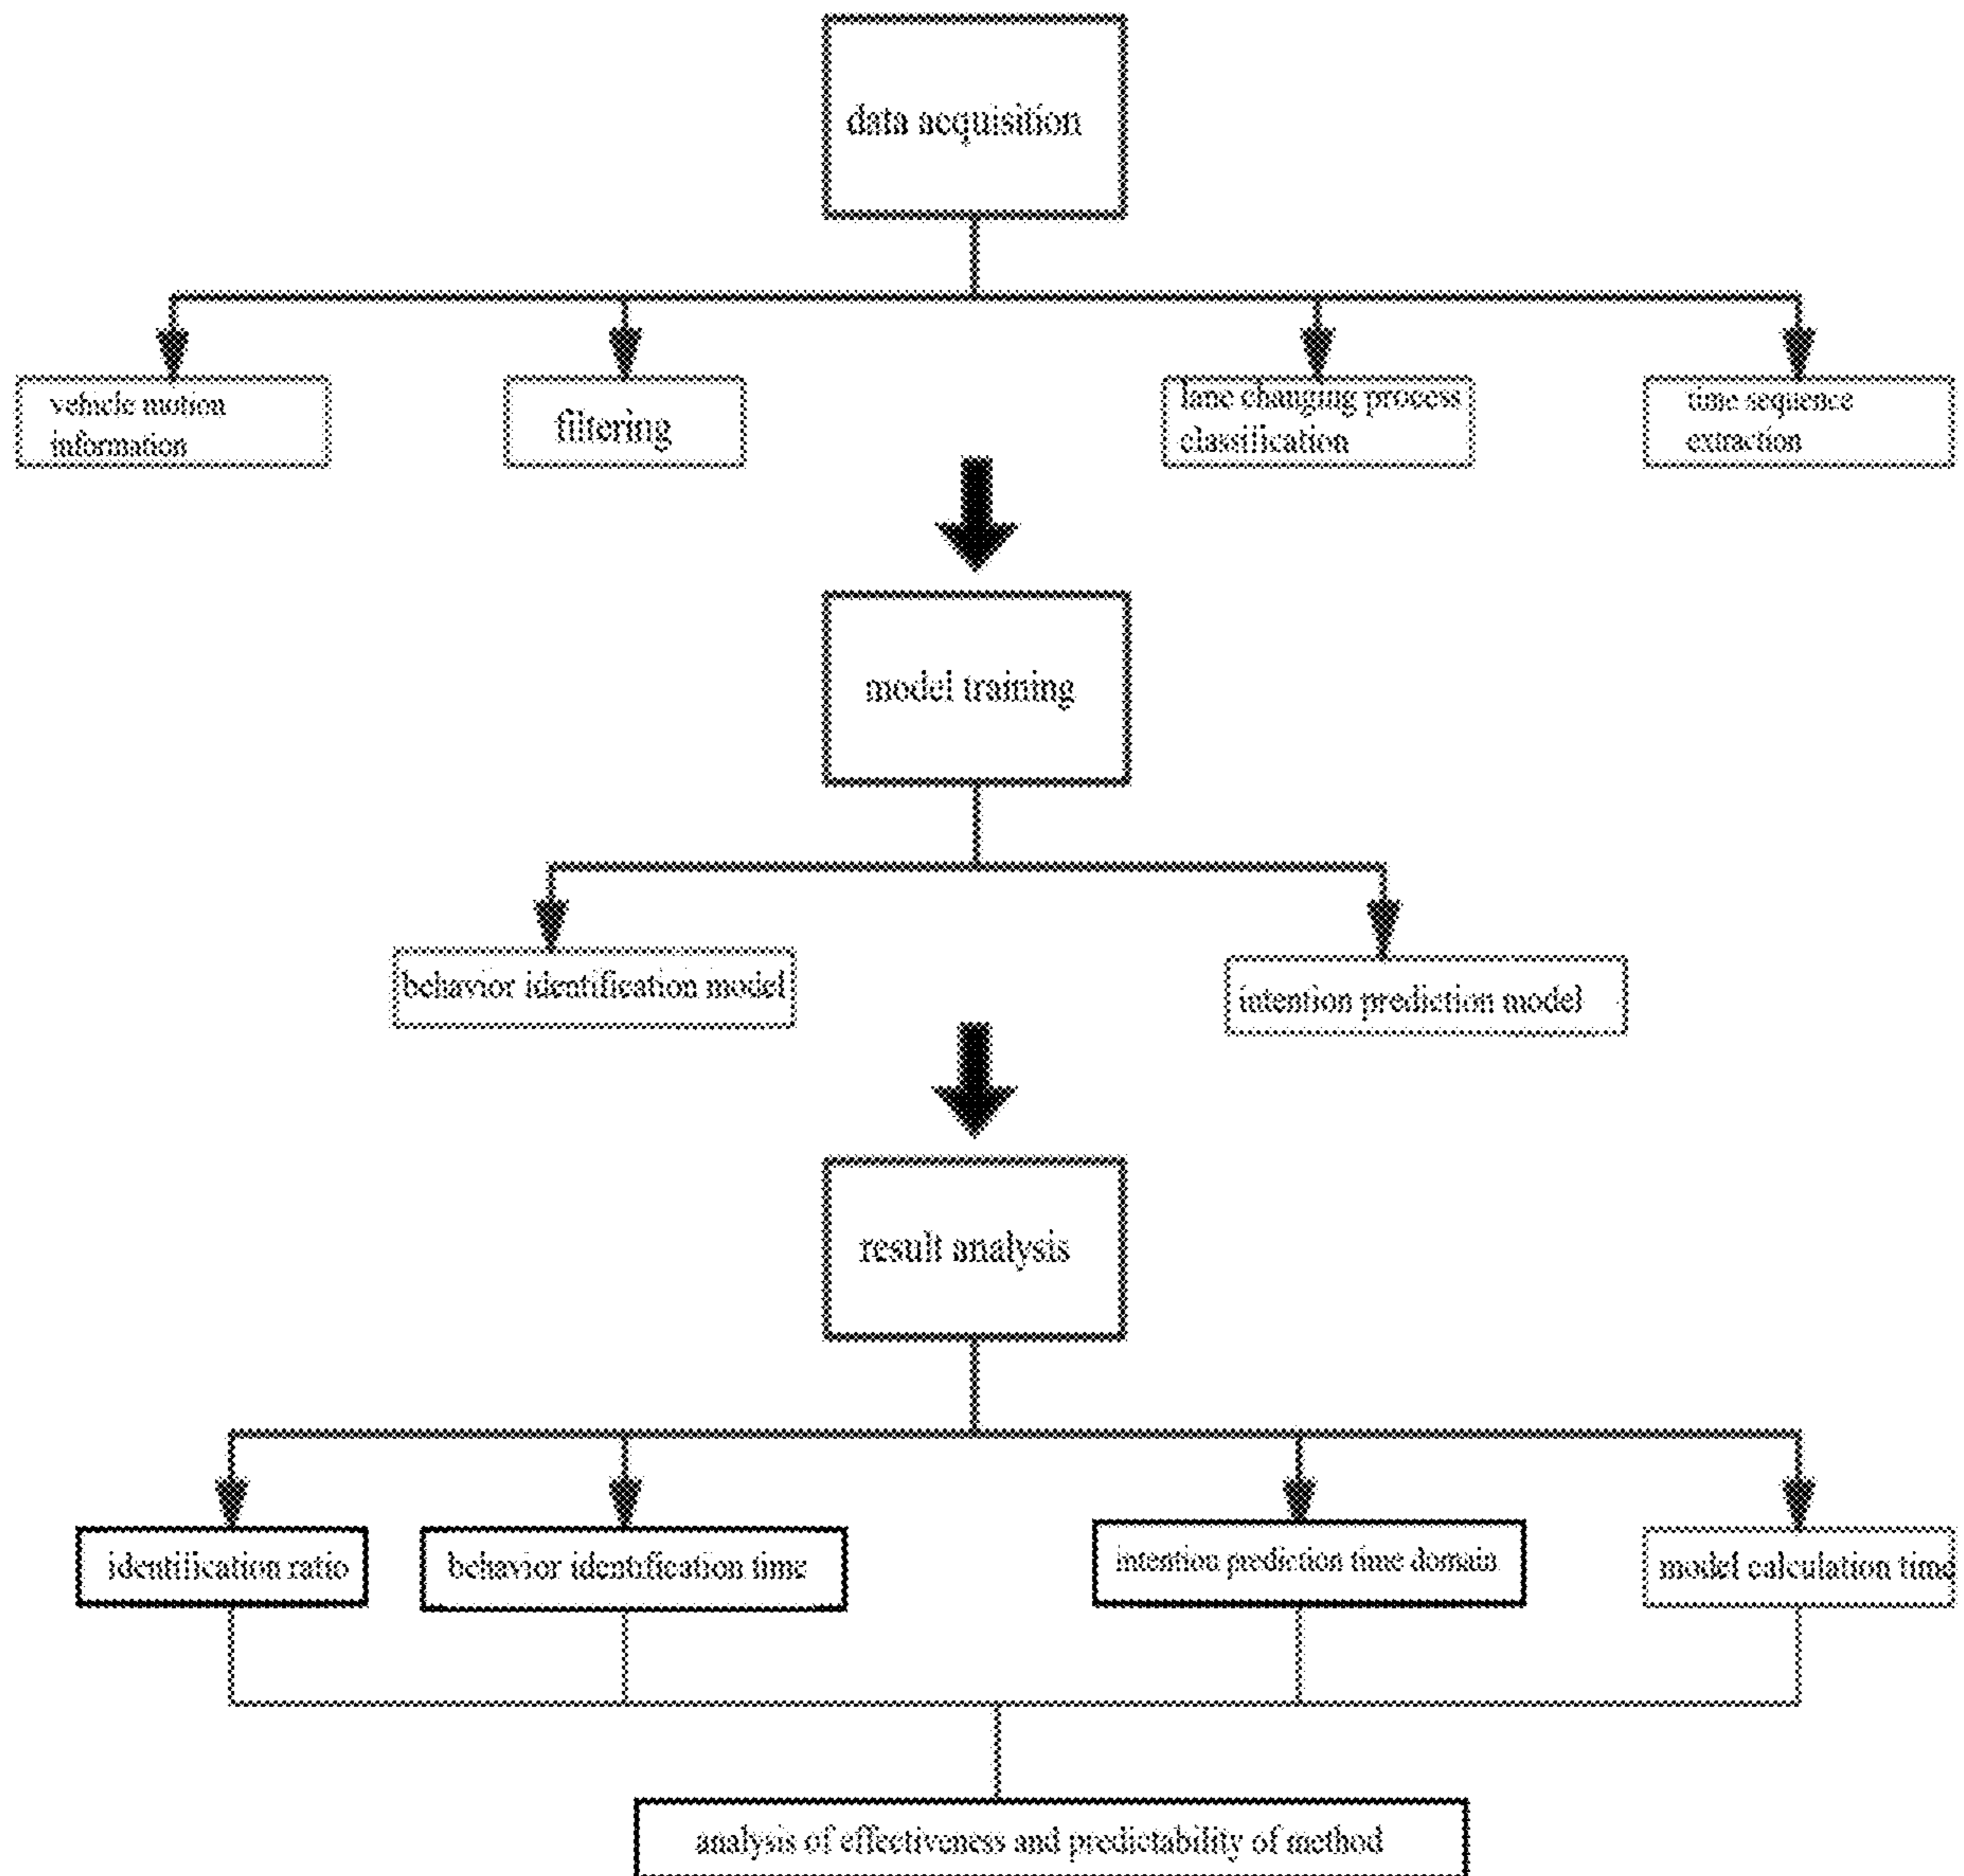 data acquisition
vehicle motion
information
filtering
lane changing process
classification
time sequence
extraction
model training
behavior identification model
intention prediction model
result analysis
identification ratio
behavior identification time
intention prediction time domain
model calculation time
analysis of effectiveness and predictability of method